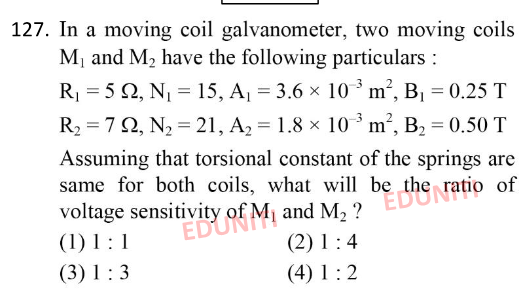 127. In a moving coil galvanometer, two moving coils
M₁ and M₂ have the following particulars :
R₁ = 5 Ω, N₁ = 15, A₁ = 3.6 × 10⁻³ m², B₁ = 0.25 T
R₂ = 7 Ω, N₂ = 21, A₂ = 1.8 × 10⁻³ m², B₂ = 0.50 T
Assuming that torsional constant of the springs are
same for both coils, what will be the ratio of
voltage sensitivity of M₁ and M₂ ?
EDUNITI
EDUNITI
(1) 1 : 1 (2) 1 : 4
(3) 1 : 3 (4) 1 : 2